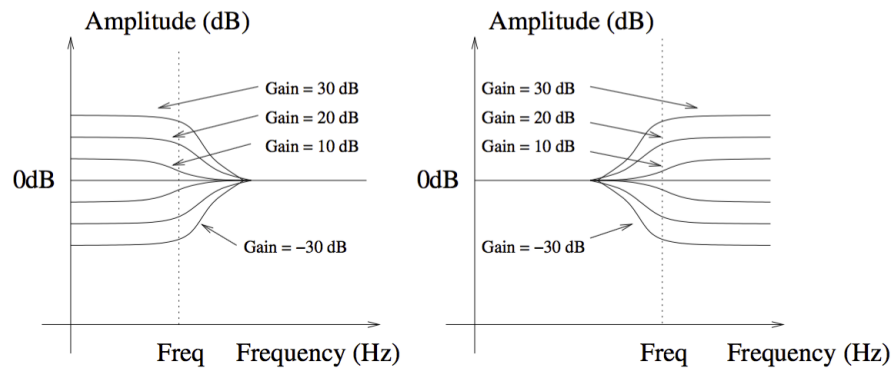 Amplitude (dB)
Gain = 30 dB
Gain = 20 dB
Gain = 10 dB
0dB
Gain = −30 dB
Freq
Frequency (Hz)
Amplitude (dB)
Gain = 30 dB
Gain = 20 dB
Gain = 10 dB
0dB
Gain = −30 dB
Freq
Frequency (Hz)